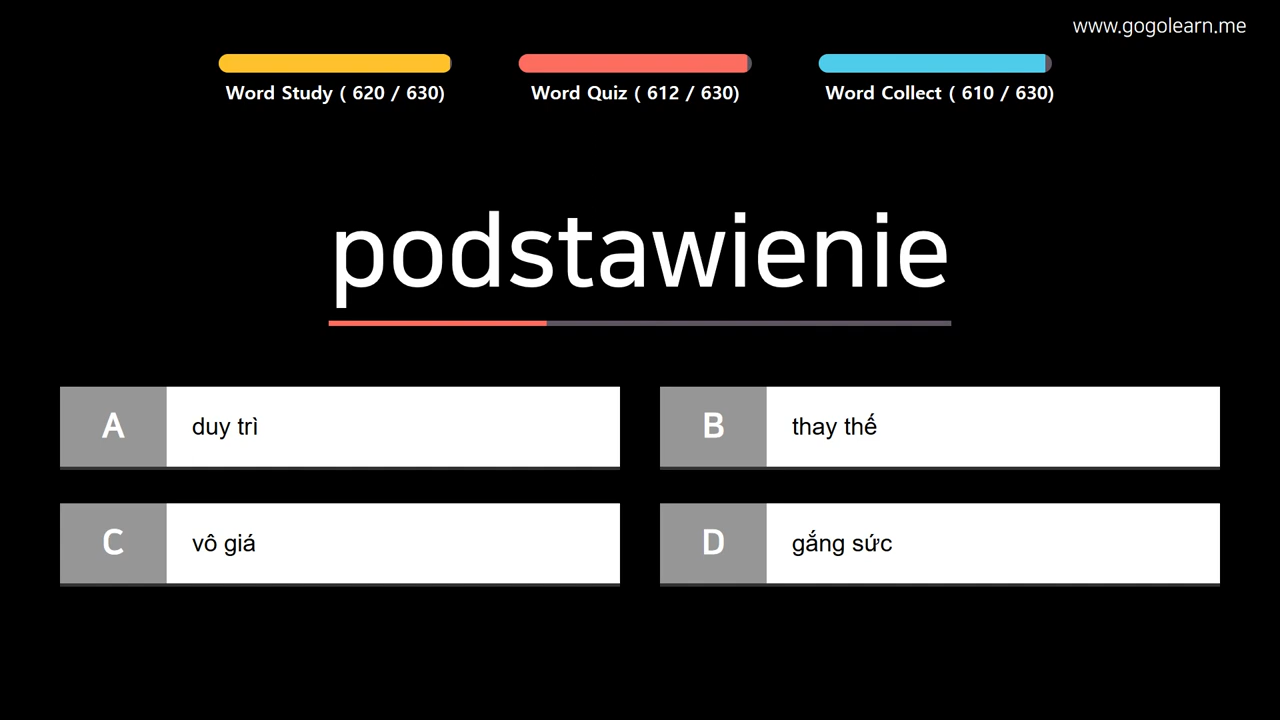 www.gogolearn.me
Word Study ( 620 / 630)
Word Quiz ( 612 / 630)
Word Collect ( 610 / 630)
podstawienie
A
duy trì
B
thay thế
C
vô giá
D
gắng sức